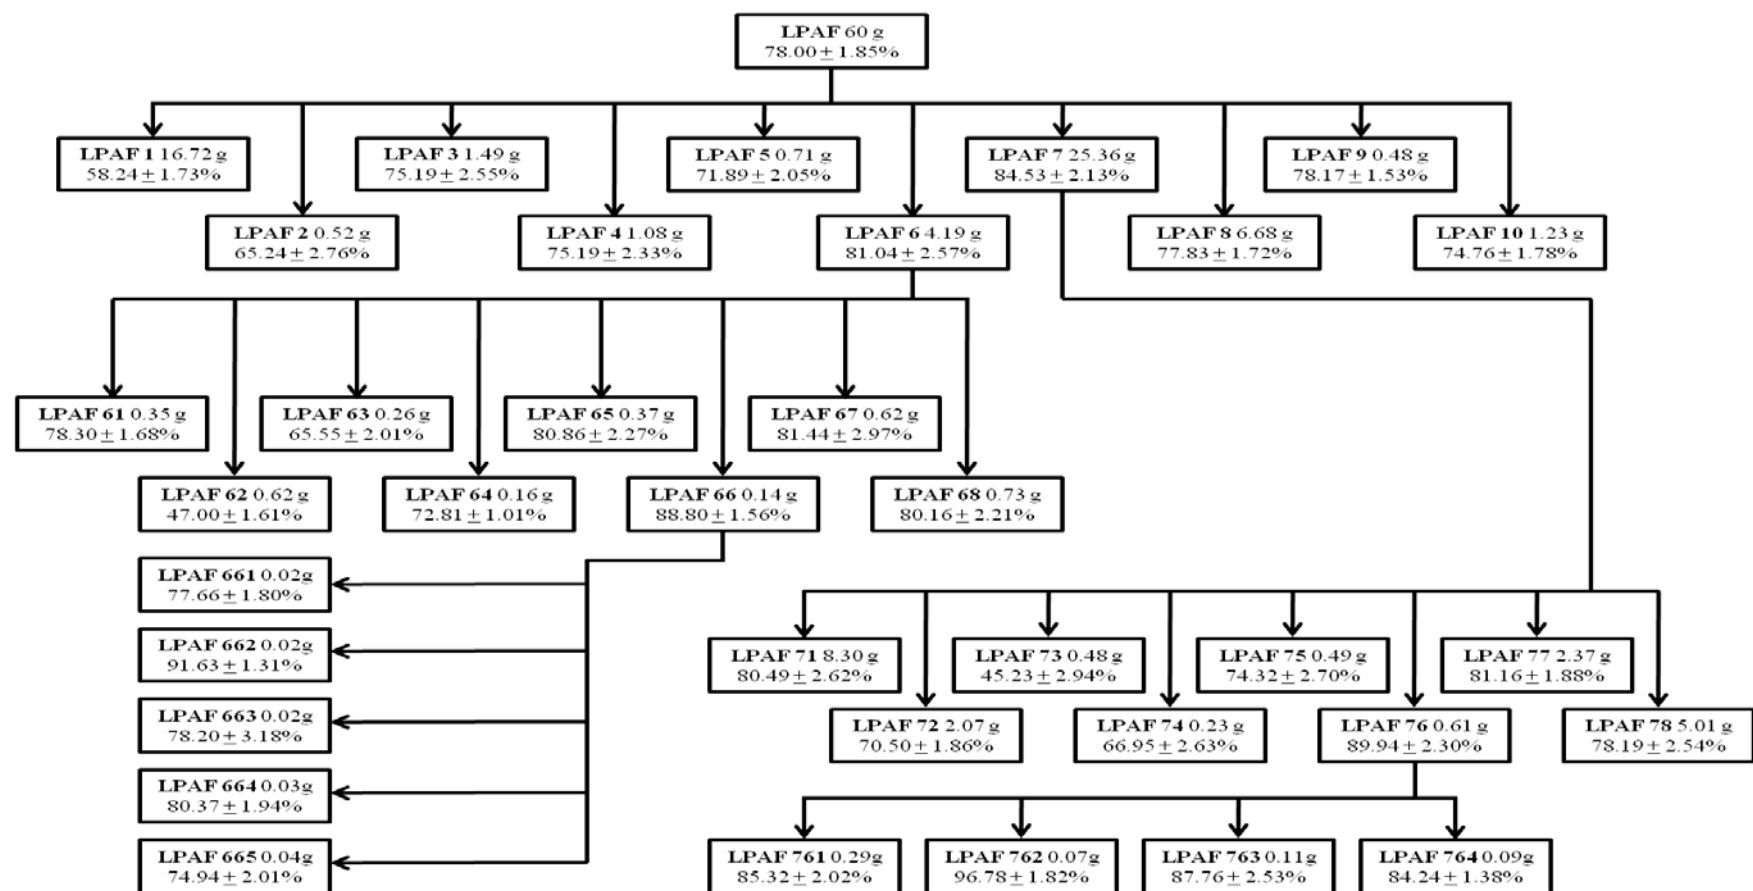 LPAF 60 g
78.00 ± 1.85%
LPAF 1 16.72 g
58.24 ± 1.73%
LPAF 3 1.49 g
75.19 ± 2.55%
LPAF 5 0.71 g
71.89 ± 2.05%
LPAF 7 25.36 g
84.53 ± 2.13%
LPAF 9 0.48 g
78.17 ± 1.53%
LPAF 2 0.52 g
65.24 ± 2.76%
LPAF 4 1.08 g
75.19 ± 2.33%
LPAF 6 4.19 g
81.04 ± 2.57%
LPAF 8 6.68 g
77.83 ± 1.72%
LPAF 10 1.23 g
74.76 ± 1.78%
LPAF 61 0.35 g
78.30 ± 1.68%
LPAF 63 0.26 g
65.55 ± 2.01%
LPAF 65 0.37 g
80.86 ± 2.27%
LPAF 67 0.62 g
81.44 ± 2.97%
LPAF 62 0.62 g
47.00 ± 1.61%
LPAF 64 0.16 g
72.81 ± 1.01%
LPAF 66 0.14 g
88.80 ± 1.56%
LPAF 68 0.73 g
80.16 ± 2.21%
LPAF 661 0.02g
77.66 ± 1.80%
LPAF 662 0.02g
91.63 ± 1.31%
LPAF 663 0.02g
78.20 ± 3.18%
LPAF 664 0.03g
80.37 ± 1.94%
LPAF 665 0.04g
74.94 ± 2.01%
LPAF 71 8.30 g
80.49 ± 2.62%
LPAF 73 0.48 g
45.23 ± 2.94%
LPAF 75 0.49 g
74.32 ± 2.70%
LPAF 77 2.37 g
81.16 ± 1.88%
LPAF 72 2.07 g
70.50 ± 1.86%
LPAF 74 0.23 g
66.95 ± 2.63%
LPAF 76 0.61 g
89.94 ± 2.30%
LPAF 78 5.01 g
78.19 ± 2.54%
LPAF 761 0.29g
85.32 ± 2.02%
LPAF 762 0.07g
96.78 ± 1.82%
LPAF 763 0.11g
87.76 ± 2.53%
LPAF 764 0.09g
84.24 ± 1.38%